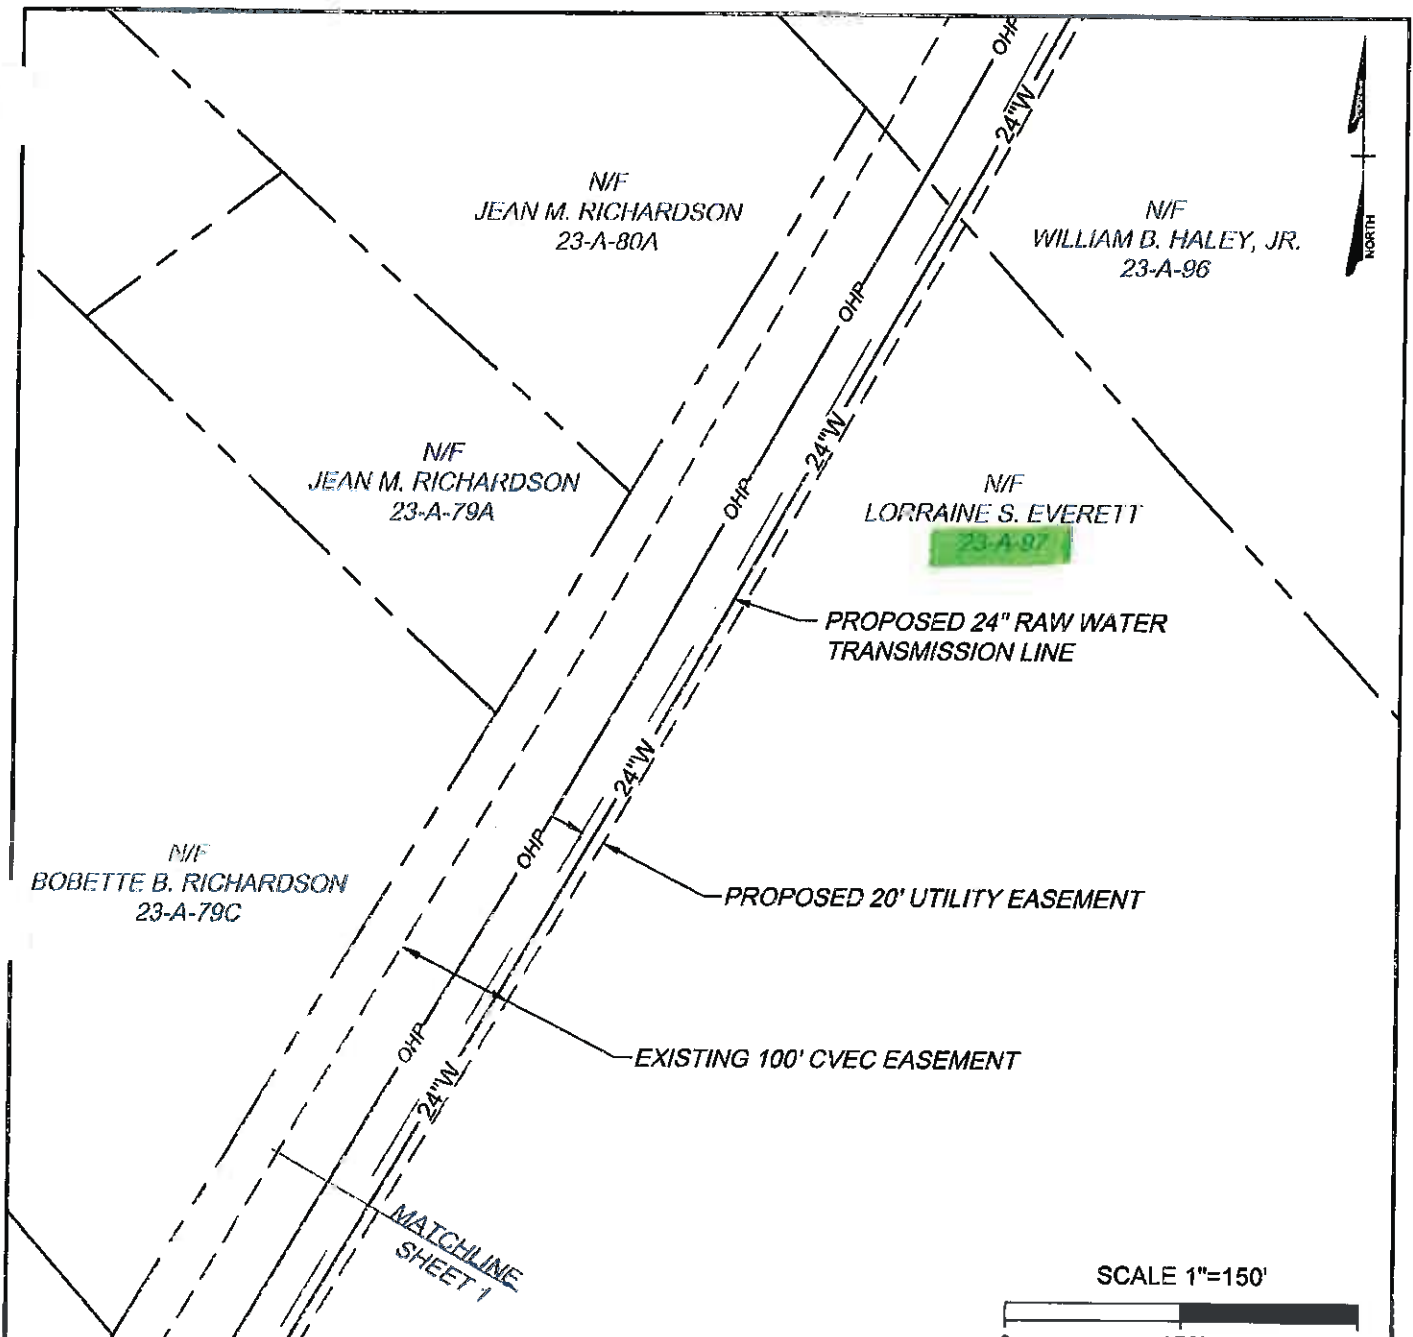 OHP
24"W
N/F
JEAN M. RICHARDSON
23-A-80A
N/F
WILLIAM B. HALEY, JR.
23-A-96
NORTH
OHP
24"W
N/F
JEAN M. RICHARDSON
23-A-79A
OHP
N/F
LORRAINE S. EVERETT
23-A-97
PROPOSED 24" RAW WATER
TRANSMISSION LINE
24"W
OHP
N/F
BOBETTE B. RICHARDSON
23-A-79C
PROPOSED 20' UTILITY EASEMENT
OHP
EXISTING 100' CVEC EASEMENT
24"W
MATCHLINE
SHEET 1
SCALE 1"=150'